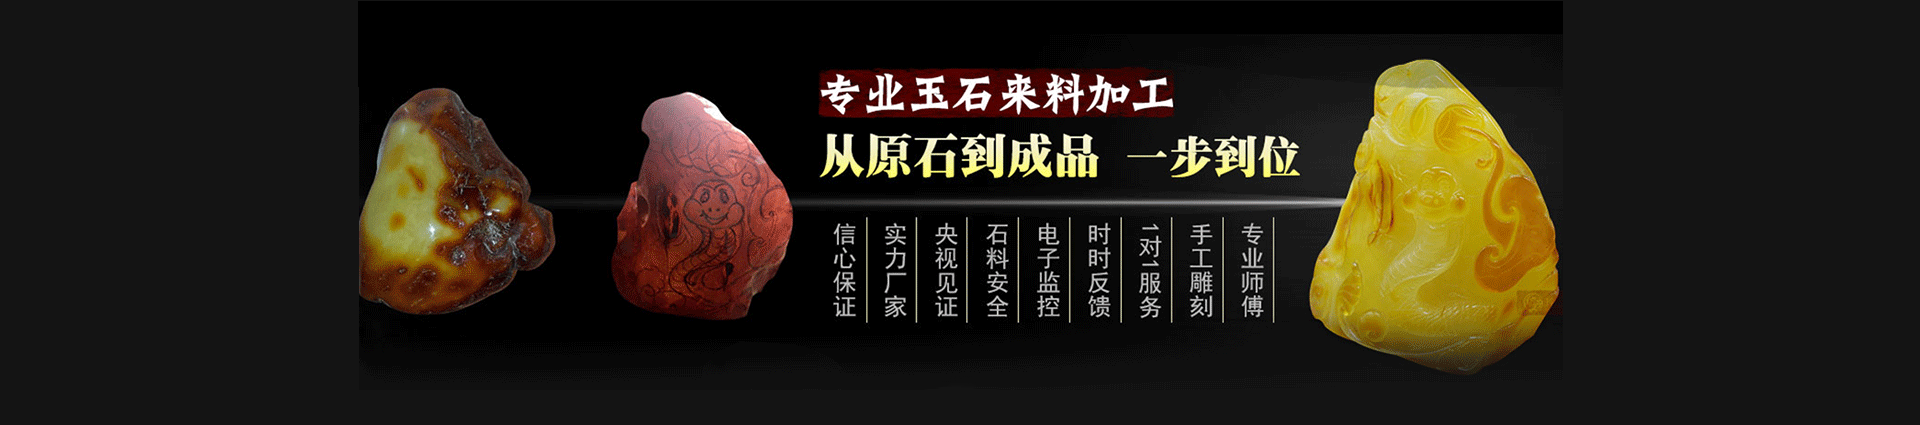 专业玉石来料加工
从原石到成品 一步到位
信心保证
实力厂家
央视见证
石料安全
电子监控
时时反馈
1对1服务
手工雕刻
专业师傅